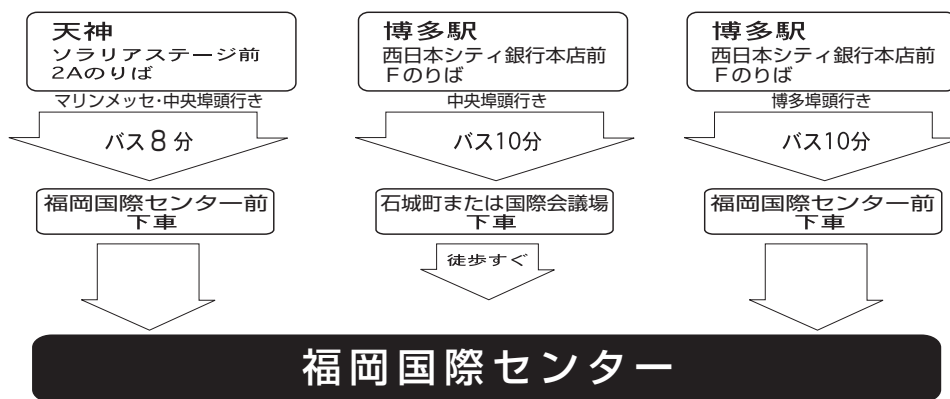 天神
ソラリアステージ前
2Aのりば
マリンメッセ・中央埠頭行き
バス8分
福岡国際センター前
下車
博多駅
西日本シティ銀行本店前
Fのりば
中央埠頭行き
バス10分
石城町または国際会議場
下車
徒歩すぐ
博多駅
西日本シティ銀行本店前
Fのりば
博多埠頭行き
バス10分
福岡国際センター前
下車
福岡国際センター